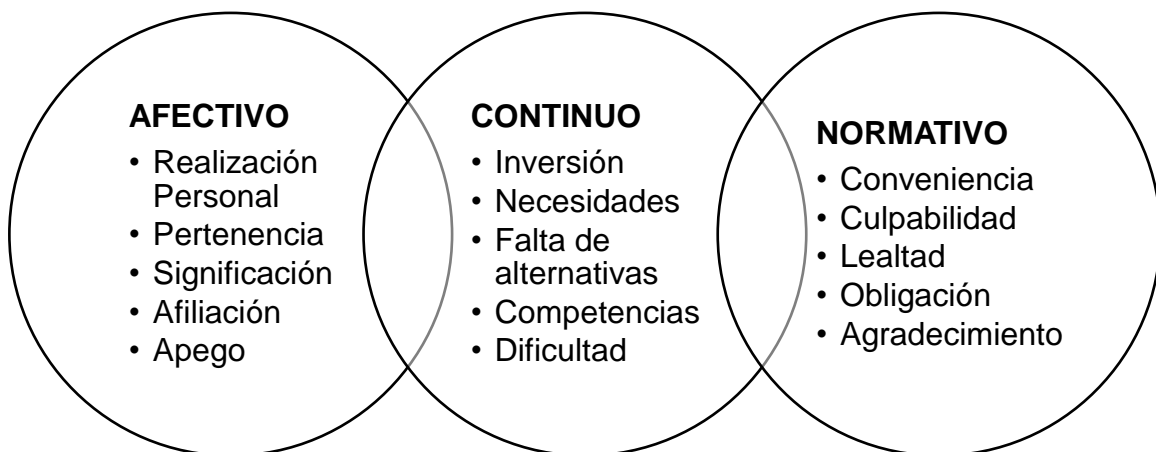 AFECTIVO
• Realización
Personal
• Pertenencia
• Significación
• Afiliación
• Apego
CONTINUO
• Inversión
• Necesidades
• Falta de
alternativas
• Competencias
• Dificultad
NORMATIVO
• Conveniencia
• Culpabilidad
• Lealtad
• Obligación
• Agradecimiento